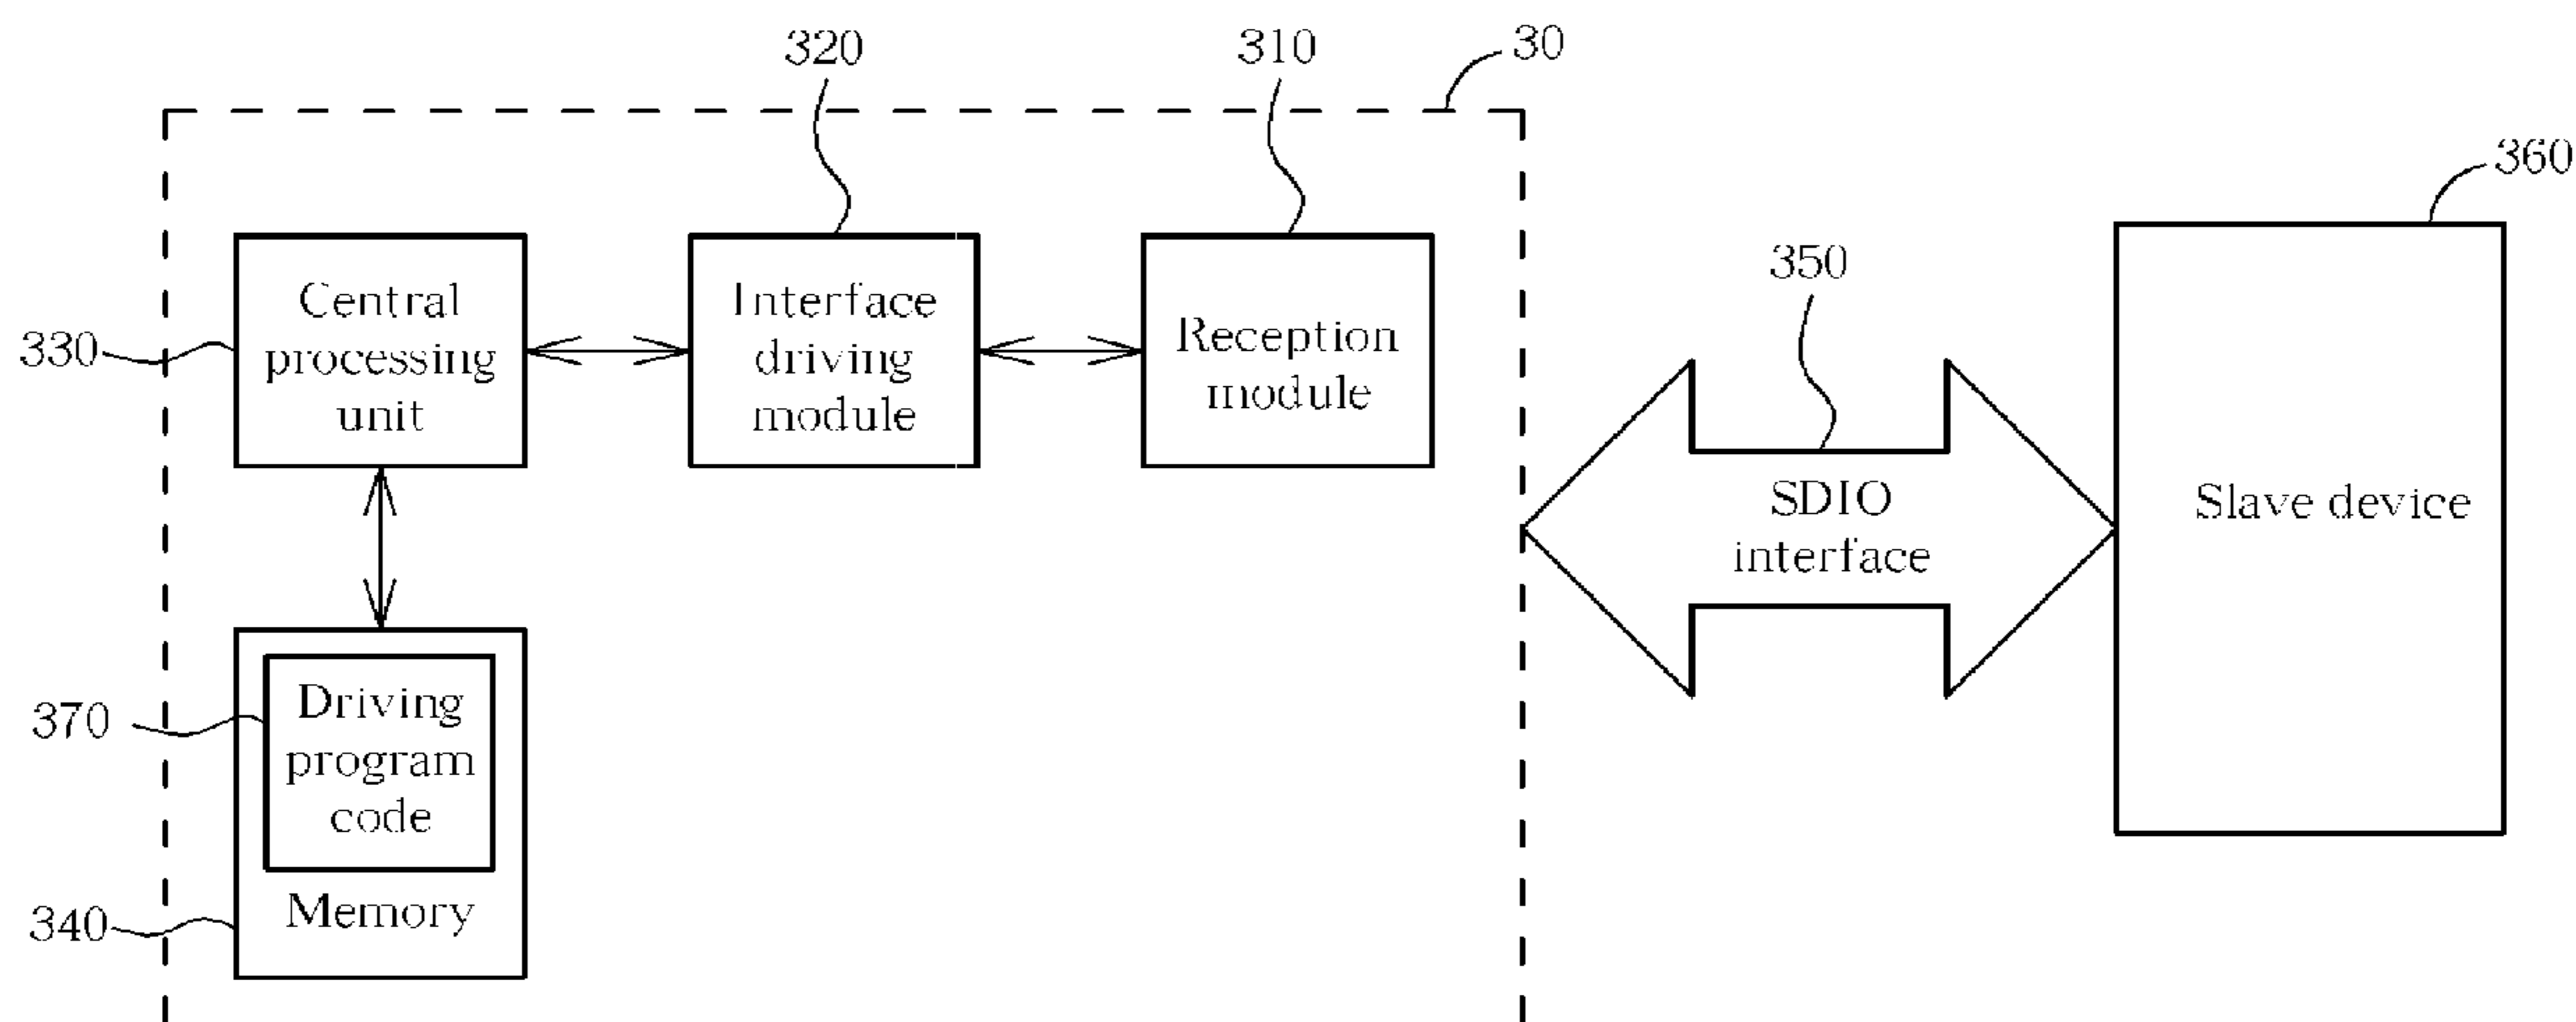 320
310
30
360
350
330
Central
processing
unit
Interface
driving
module
Reception
module
SDIO
interface
Slave device
370
Driving
program
code
340
Memory